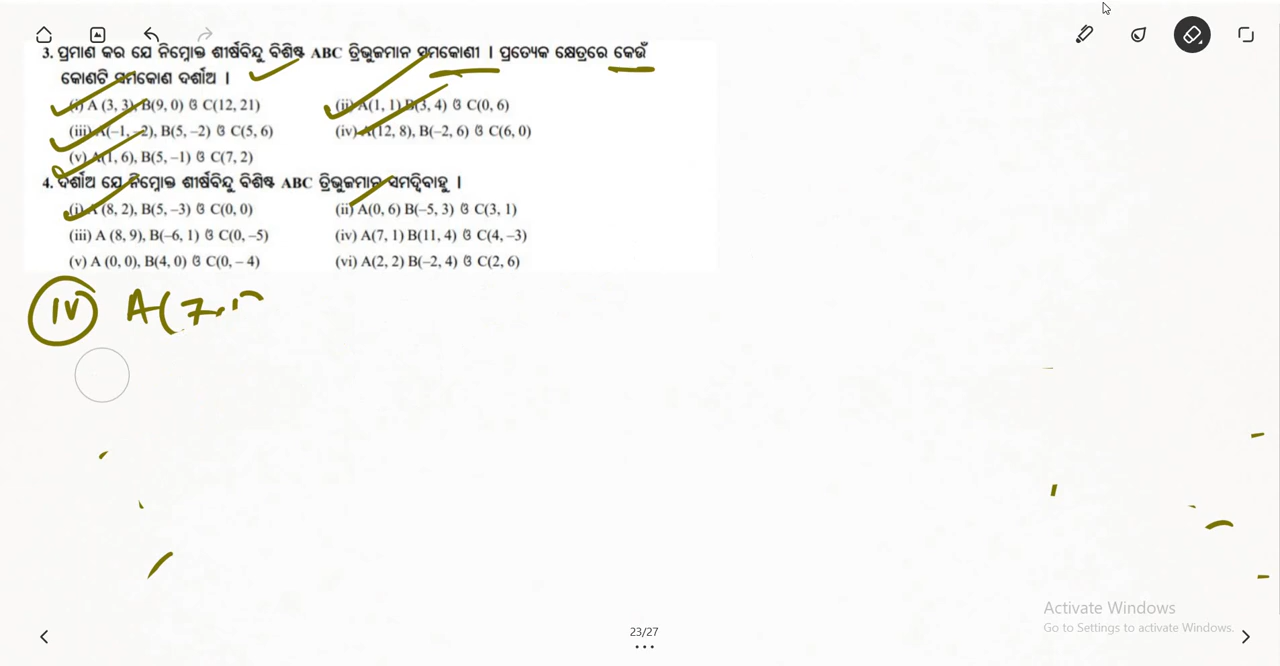 3. ପ୍ରମାଣ କର ଯେ ନିମ୍ନୋକ୍ତ ଶୀର୍ଷବିନ୍ଦୁ ବିଶିଷ୍ଟ ABC ତ୍ରିଭୁଜମାନ ସମକୋଣୀ । ପ୍ରତ୍ୟେକ କ୍ଷେତ୍ରରେ କେଉଁ
କୋଣଟି ସମକୋଣ ଦର୍ଶାଅ ।
(i) A (3, 3), B(9, 0) ଓ C(12, 21) (ii) A(1, 1) B(3, 4) ଓ C(0, 6)
(iii) A(–1, –2), B(5, –2) ଓ C(5, 6) (iv) A(12, 8), B(–2, 6) ଓ C(6, 0)
(v) A(1, 6), B(5, –1) ଓ C(7, 2)
4. ଦର୍ଶାଅ ଯେ ନିମ୍ନୋକ୍ତ ଶୀର୍ଷବିନ୍ଦୁ ବିଶିଷ୍ଟ ABC ତ୍ରିଭୁଜମାନ ସମଦ୍ବିବାହୁ ।
(i) A (8, 2), B(5, –3) ଓ C(0, 0) (ii) A(0, 6) B(–5, 3) ଓ C(3, 1)
(iii) A (8, 9), B(–6, 1) ଓ C(0, –5) (iv) A(7, 1) B(11, 4) ଓ C(4, –3)
(v) A (0, 0), B(4, 0) ଓ C(0, – 4) (vi) A(2, 2) B(–2, 4) ଓ C(2, 6)
IV A(7,
Activate Windows
Go to Settings to activate Windows.
23/27